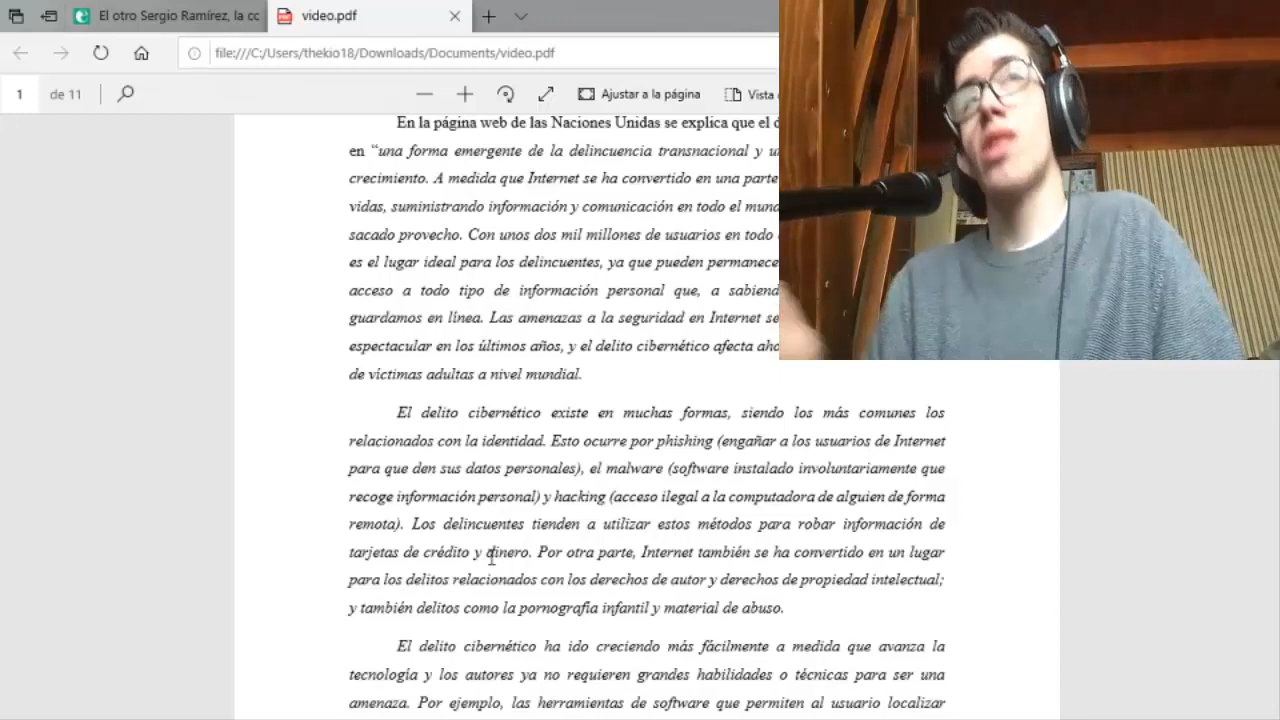 El otro Sergio Ramírez, la cc
video.pdf
file:///C:/Users/thekio18/Downloads/Documents/video.pdf
1 de 11
Ajustar a la página
Vista
En la página web de las Naciones Unidas se explica que el
en “una forma emergente de la delincuencia transnacional y
crecimiento. A medida que Internet se ha convertido en una parte
vidas, suministrando información y comunicación en todo el
sacado provecho. Con unos dos mil millones de usuarios en todo
es el lugar ideal para los delincuentes, ya que pueden
acceso a todo tipo de información personal que, a
guardamos en línea. Las amenazas a la seguridad en Internet
espectacular en los últimos años, y el delito cibernético afecta
de víctimas adultas a nivel mundial.
El delito cibernético existe en muchas formas, siendo los más comunes los
relacionados con la identidad. Esto ocurre por phishing (engañar a los usuarios de Internet
para que den sus datos personales), el malware (software instalado involuntariamente que
recoge información personal) y hacking (acceso ilegal a la computadora de alguien de forma
remota). Los delincuentes tienden a utilizar estos métodos para robar información de
tarjetas de crédito y dinero. Por otra parte, Internet también se ha convertido en un lugar
para los delitos relacionados con los derechos de autor y derechos de propiedad intelectual;
y también delitos como la pornografía infantil y material de abuso.
El delito cibernético ha ido creciendo más fácilmente a medida que avanza la
tecnología y los autores ya no requieren grandes habilidades o técnicas para ser una
amenaza. Por ejemplo, las herramientas de software que permiten al usuario localizar